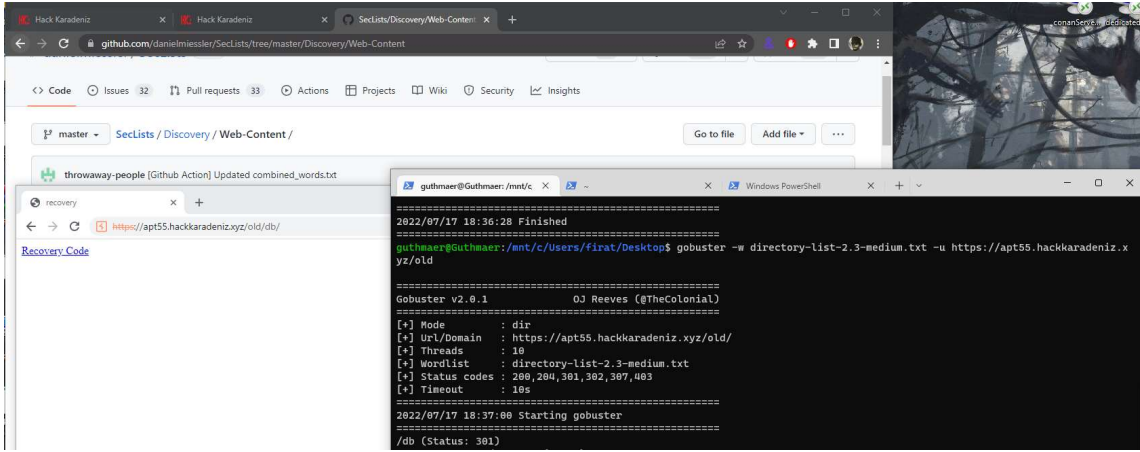 Hack Karadeniz
Hack Karadeniz
SecLists/Discovery/Web-Content
github.com/danielmiessler/SecLists/tree/master/Discovery/Web-Content
conanServe... dedicated
<> Code Issues 32 Pull requests 33 Actions Projects Wiki Security Insights
master SecLists / Discovery / Web-Content / Go to file Add file ...
throwaway-people [Github Action] Updated combined_words.txt
recovery
https://apt55.hackkaradeniz.xyz/old/db/
Recovery Code
guthmaer@Guthmaer: /mnt/c, ~ Windows PowerShell
===================================================
2022/07/17 18:36:28 Finished
===================================================
guthmaer@Guthmaer:/mnt/c/Users/firat/Desktop$ gobuster -w directory-list-2.3-medium.txt -u https://apt55.hackkaradeniz.x
yz/old
===================================================
Gobuster v2.0.1 OJ Reeves (@TheColonial)
===================================================
[+] Mode : dir
[+] Url/Domain : https://apt55.hackkaradeniz.xyz/old/
[+] Threads : 10
[+] Wordlist : directory-list-2.3-medium.txt
[+] Status codes : 200,204,301,302,307,403
[+] Timeout : 10s
===================================================
2022/07/17 18:37:00 Starting gobuster
===================================================
/db (Status: 301)